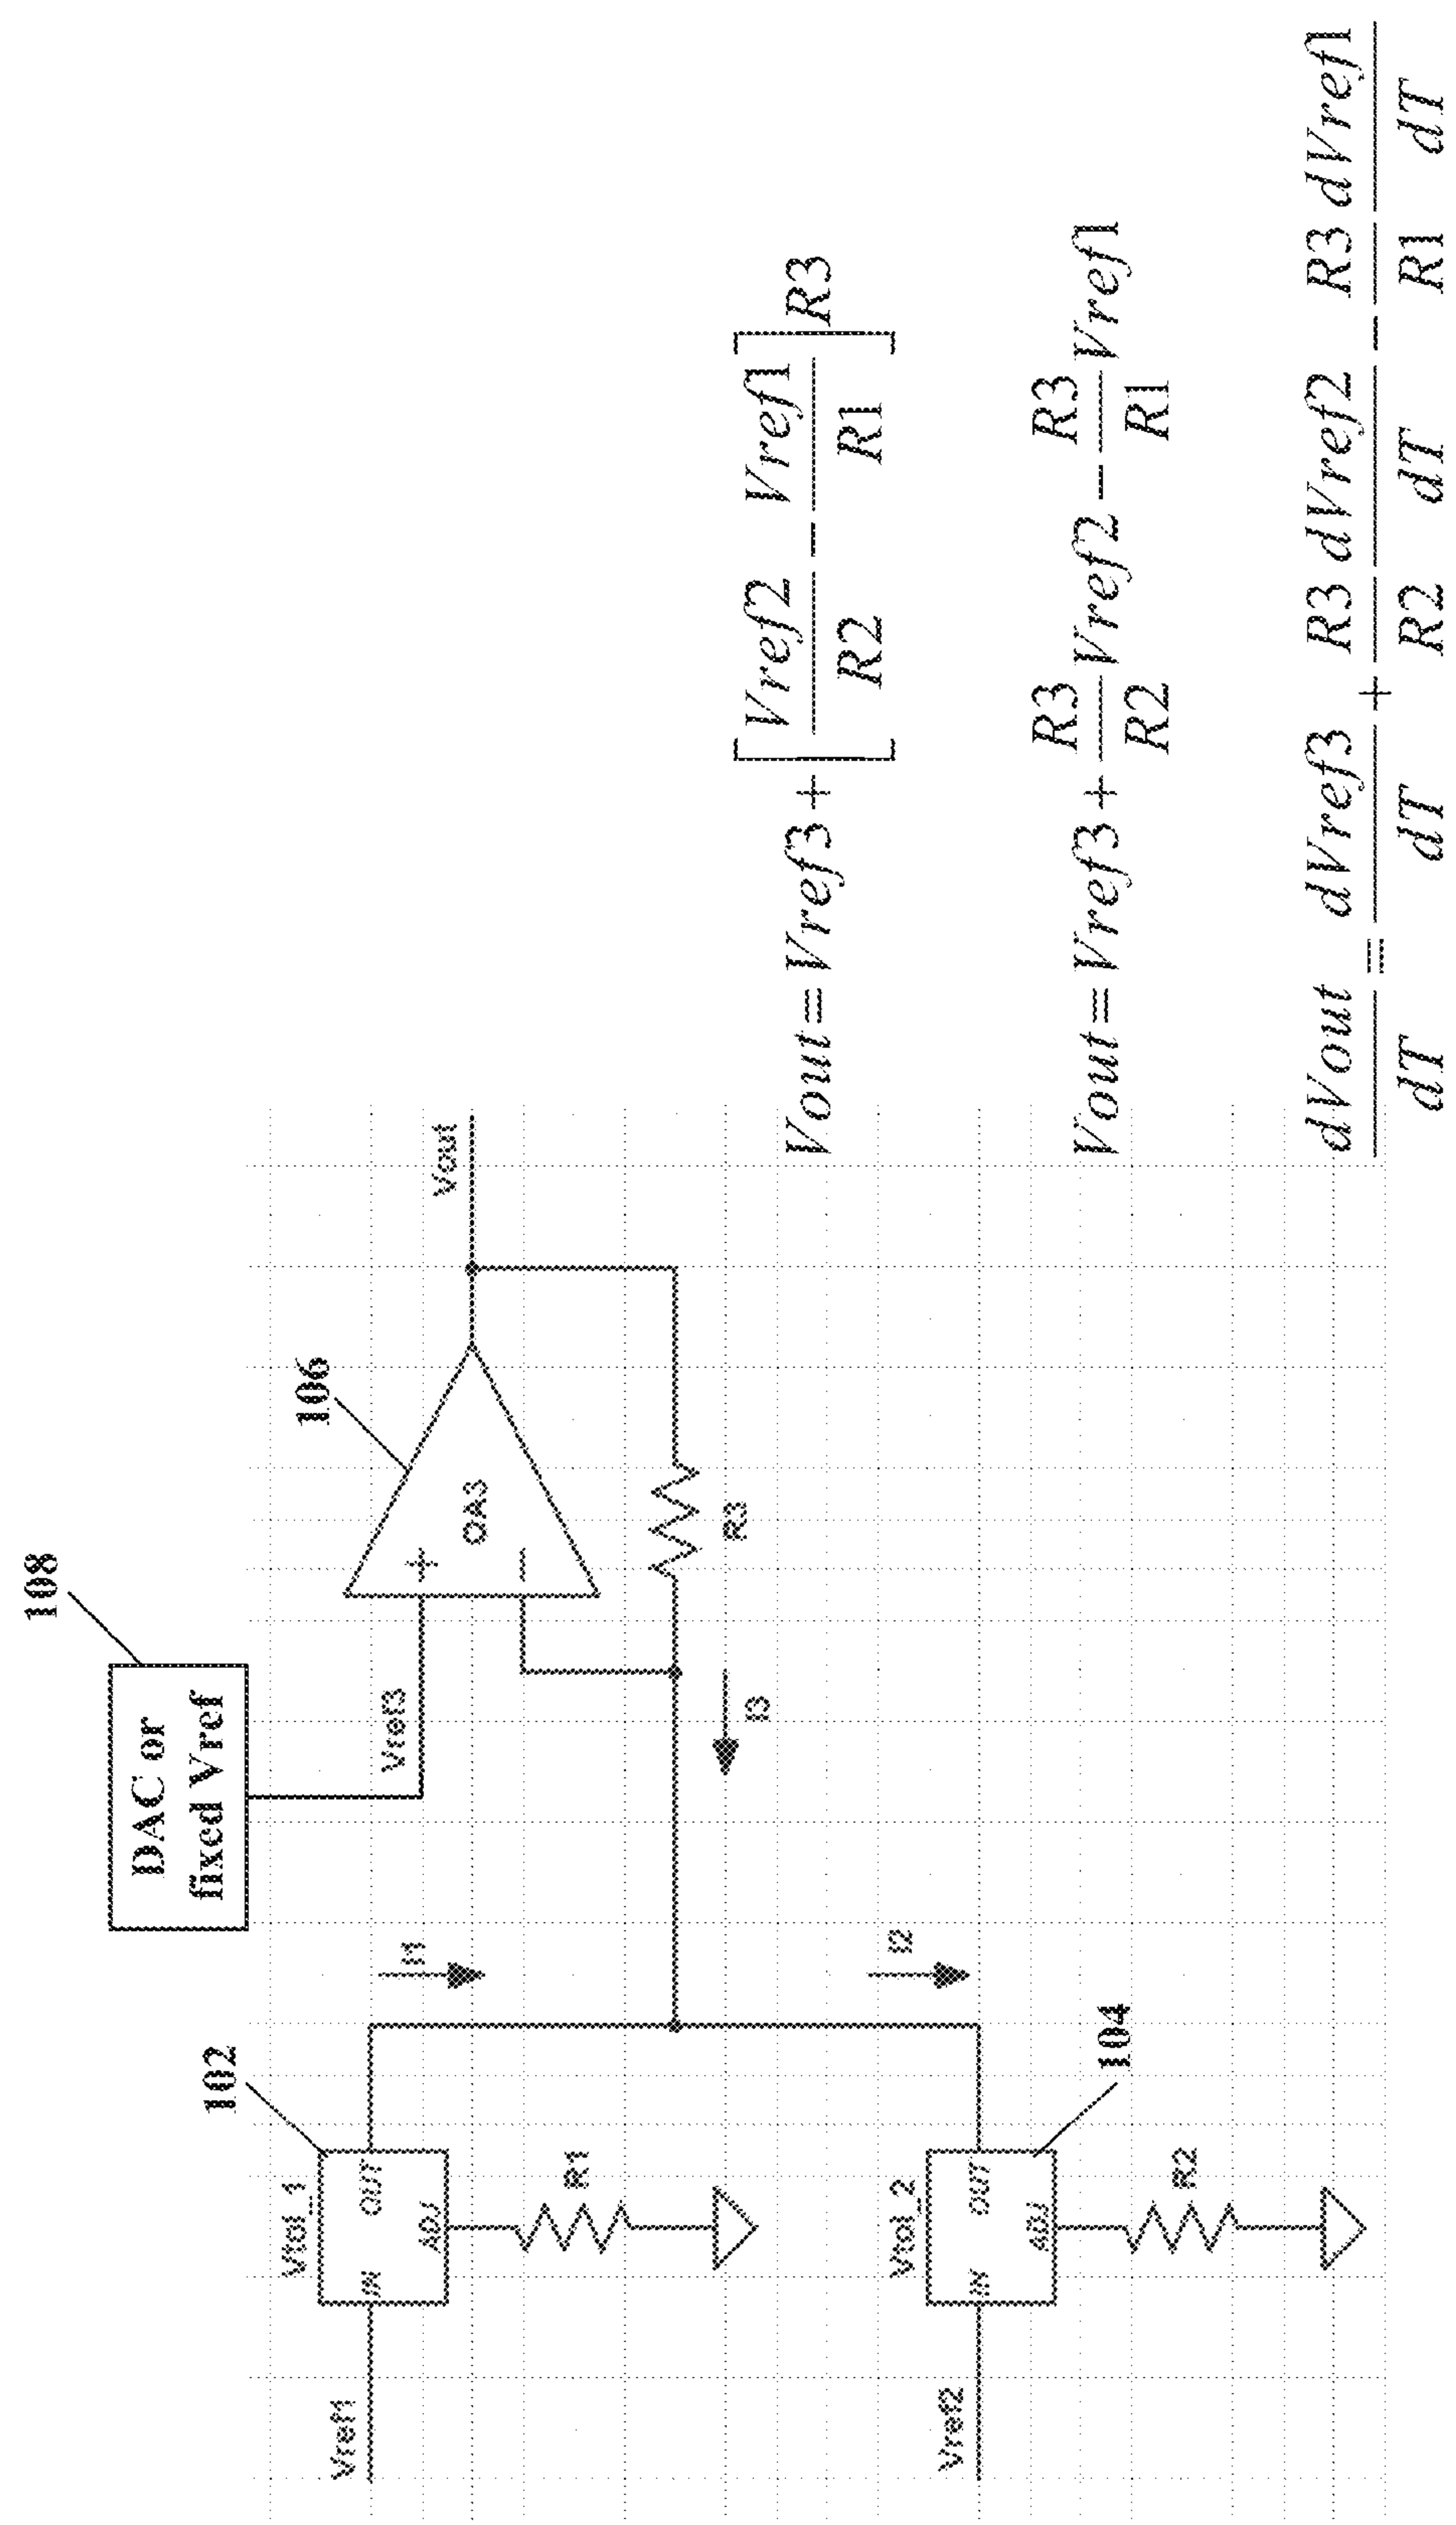 108
DAC or
fixed Vref
106
Vref3
+
OA3
−
Vout
R3
I3
102
Vtoi_1
Vref1
IN
OUT
ADJ
R1
I1
I2
104
Vtoi_2
Vref2
IN
OUT
ADJ
R2
Vout = Vref3 + [Vref2/R2 − Vref1/R1] R3
Vout = Vref3 + R3/R2 Vref2 − R3/R1 Vref1
dVout/dT = dVref3/dT + R3/R2 dVref2/dT − R3/R1 dVref1/dT